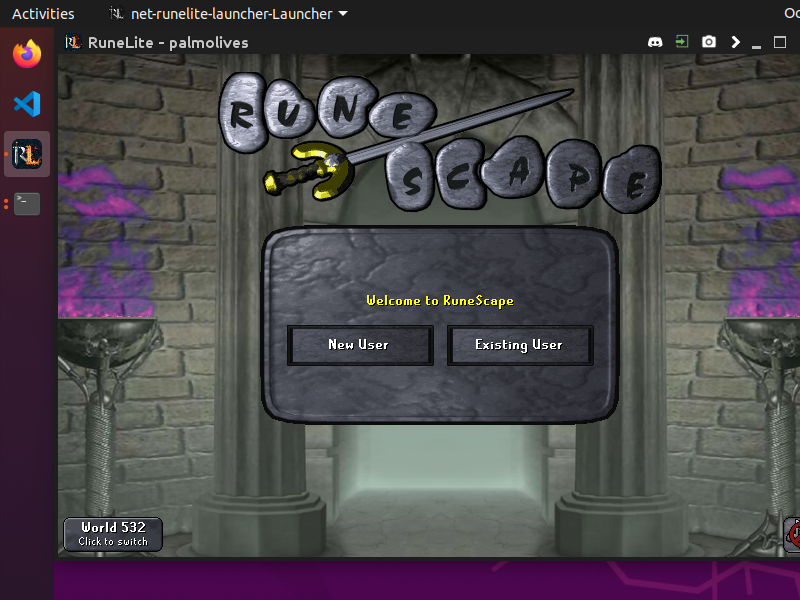 Activities
net-runelite-launcher-Launcher
Oc
RuneLite - palmolives
RUNE
SCAPE
Welcome to RuneScape
New User
Existing User
World 532
Click to switch